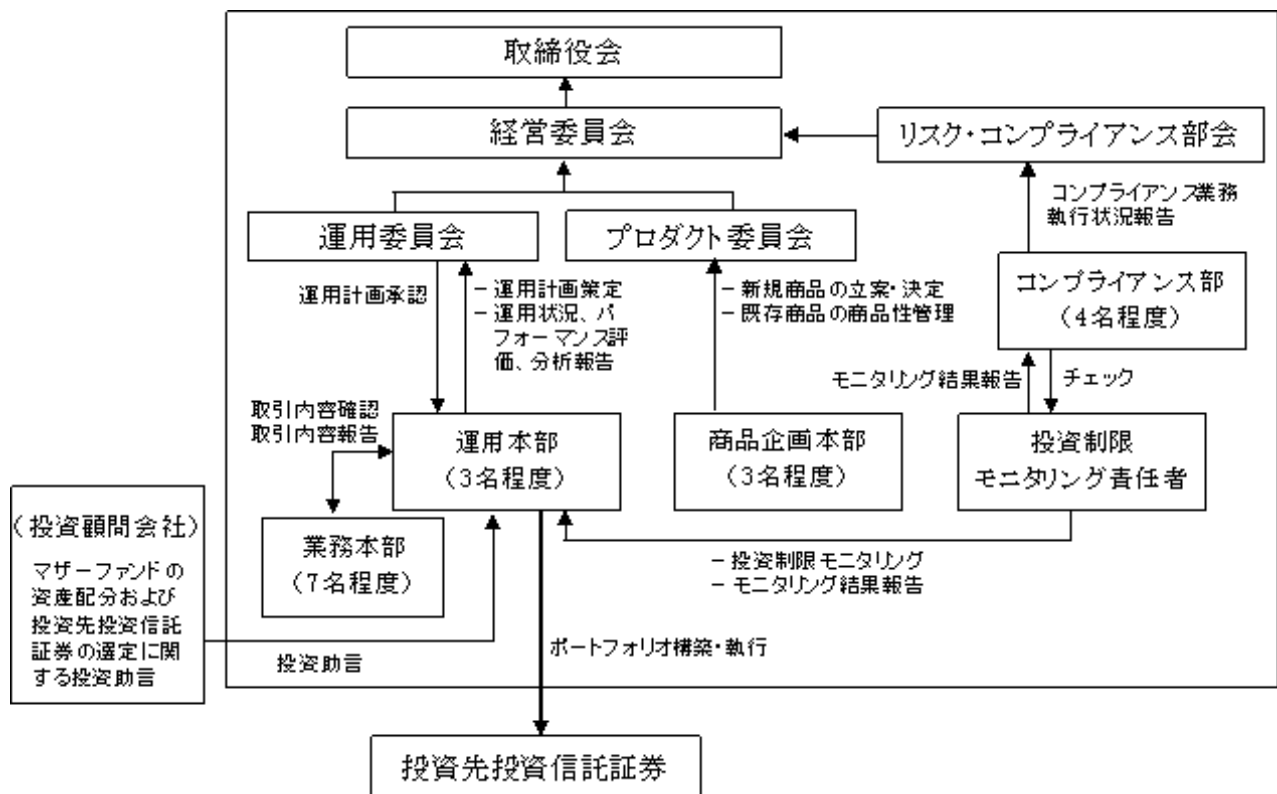 取締役会
経営委員会
リスク・コンプライアンス部会
コンプライアンス業務
執行状況報告
運用委員会
プロダクト委員会
運用計画承認
－運用計画策定
－運用状況、パ
フォーマンス評
価、分析報告
－新規商品の立案・決定
－既存商品の商品性管理
コンプライアンス部
（4名程度）
モニタリング結果報告
チェック
取引内容確認
取引内容報告
運用本部
（3名程度）
商品企画本部
（3名程度）
投資制限
モニタリング責任者
（投資顧問会社）
マザーファンドの
資産配分および
投資先投資信託
証券の選定に関
する投資助言
業務本部
（7名程度）
－投資制限モニタリング
－モニタリング結果報告
投資助言
ポートフォリオ構築・執行
投資先投資信託証券